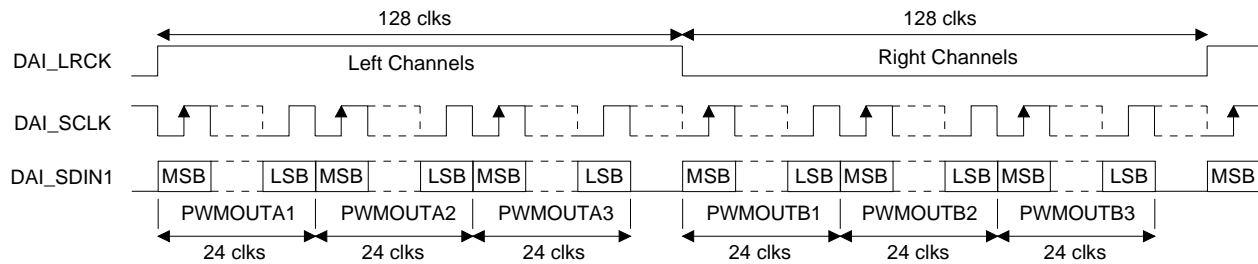 128 clks 128 clks
DAI_LRCK Left Channels Right Channels
DAI_SCLK
DAI_SDIN1 MSB LSB MSB LSB MSB LSB MSB LSB MSB LSB MSB LSB MSB
PWMOUTA1 PWMOUTA2 PWMOUTA3 PWMOUTB1 PWMOUTB2 PWMOUTB3
24 clks 24 clks 24 clks 24 clks 24 clks 24 clks